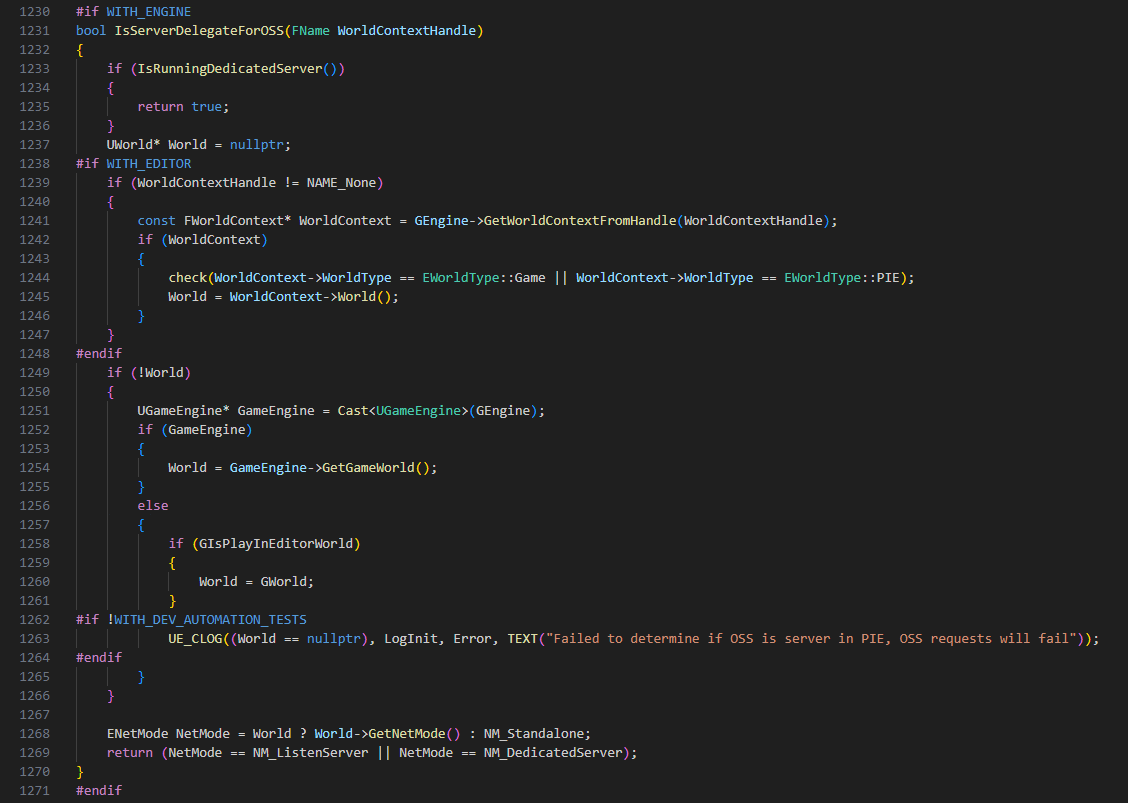 1230 #if WITH_ENGINE
1231 bool IsServerDelegateForOSS(FName WorldContextHandle)
1232 {
1233     if (IsRunningDedicatedServer())
1234     {
1235         return true;
1236     }
1237     UWorld* World = nullptr;
1238 #if WITH_EDITOR
1239     if (WorldContextHandle != NAME_None)
1240     {
1241         const FWorldContext* WorldContext = GEngine->GetWorldContextFromHandle(WorldContextHandle);
1242         if (WorldContext)
1243         {
1244             check(WorldContext->WorldType == EWorldType::Game || WorldContext->WorldType == EWorldType::PIE);
1245             World = WorldContext->World();
1246         }
1247     }
1248 #endif
1249     if (!World)
1250     {
1251         UGameEngine* GameEngine = Cast<UGameEngine>(GEngine);
1252         if (GameEngine)
1253         {
1254             World = GameEngine->GetGameWorld();
1255         }
1256         else
1257         {
1258             if (GIsPlayInEditorWorld)
1259             {
1260                 World = GWorld;
1261             }
1262 #if !WITH_DEV_AUTOMATION_TESTS
1263             UE_CLOG((World == nullptr), LogInit, Error, TEXT("Failed to determine if OSS is server in PIE, OSS requests will fail"));
1264 #endif
1265         }
1266     }
1267
1268     ENetMode NetMode = World ? World->GetNetMode() : NM_Standalone;
1269     return (NetMode == NM_ListenServer || NetMode == NM_DedicatedServer);
1270 }
1271 #endif